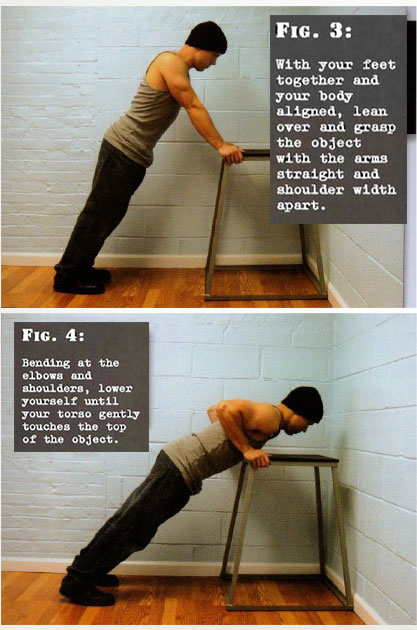 FIG. 3:
With your feet
together and
your body
aligned, lean
over and grasp
the object
with the arms
straight and
shoulder width
apart.
FIG. 4:
Bending at the
elbows and
shoulders, lower
yourself until
your torso gently
touches the top
of the object.